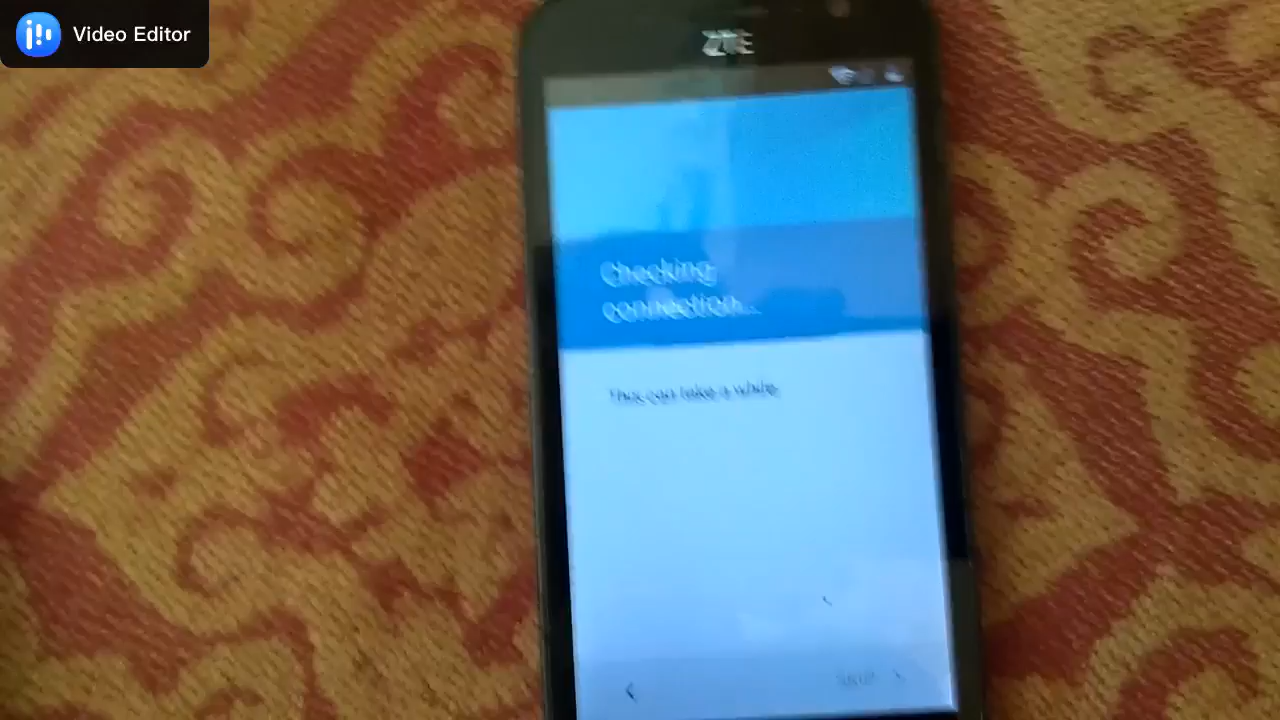 Video Editor
ZTE
Checking
connection...
This can take a while.